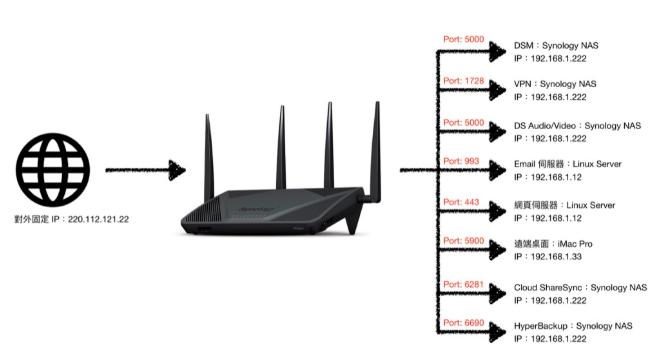 Port: 5000
DSM：Synology NAS
IP：192.168.1.222
Port: 1728
VPN：Synology NAS
IP：192.168.1.222
Port: 5000
DS Audio/Video：Synology NAS
IP：192.168.1.222
Port: 993
Email 伺服器：Linux Server
IP：192.168.1.12
Port: 443
網頁伺服器：Linux Server
IP：192.168.1.12
Port: 5900
遠端桌面：iMac Pro
IP：192.168.1.33
Port: 6281
Cloud ShareSync：Synology NAS
IP：192.168.1.222
Port: 6690
HyperBackup：Synology NAS
IP：192.168.1.222
對外固定 IP：220.112.121.22
Synology